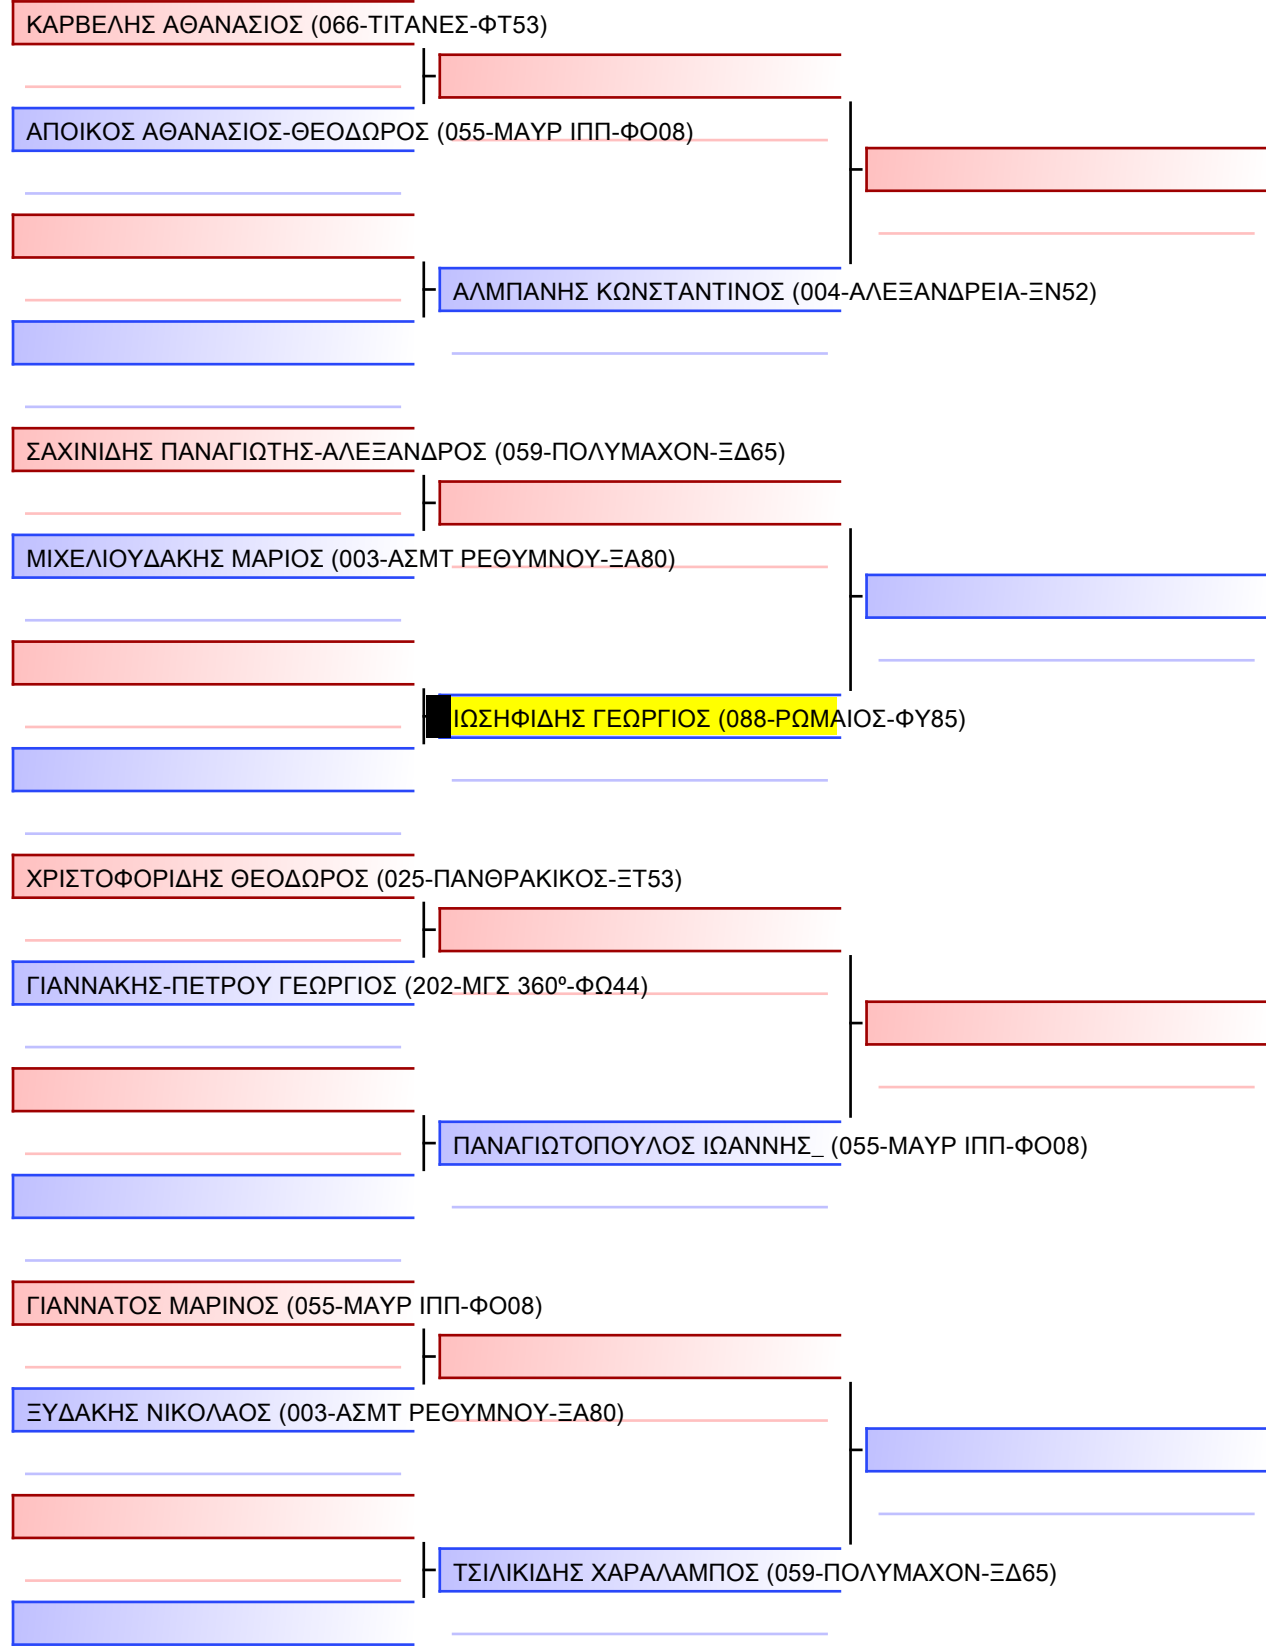 ΚΑΡΒΕΛΗΣ ΑΘΑΝΑΣΙΟΣ (066-ΤΙΤΑΝΕΣ-ΦΤ53)
ΑΠΟΙΚΟΣ ΑΘΑΝΑΣΙΟΣ-ΘΕΟΔΩΡΟΣ (055-ΜΑΥΡ ΙΠΠ-ΦΟ08)
ΑΛΜΠΑΝΗΣ ΚΩΝΣΤΑΝΤΙΝΟΣ (004-ΑΛΕΞΑΝΔΡΕΙΑ-ΞΝ52)
ΣΑΧΙΝΙΔΗΣ ΠΑΝΑΓΙΩΤΗΣ-ΑΛΕΞΑΝΔΡΟΣ (059-ΠΟΛΥΜΑΧΟΝ-ΞΔ65)
ΜΙΧΕΛΙΟΥΔΑΚΗΣ ΜΑΡΙΟΣ (003-ΑΣΜΤ ΡΕΘΥΜΝΟΥ-ΞΑ80)
ΙΩΣΗΦΙΔΗΣ ΓΕΩΡΓΙΟΣ (088-ΡΩΜΑΙΟΣ-ΦΥ85)
ΧΡΙΣΤΟΦΟΡΙΔΗΣ ΘΕΟΔΩΡΟΣ (025-ΠΑΝΘΡΑΚΙΚΟΣ-ΞΤ53)
ΓΙΑΝΝΑΚΗΣ-ΠΕΤΡΟΥ ΓΕΩΡΓΙΟΣ (202-ΜΓΣ 360º-ΦΩ44)
ΠΑΝΑΓΙΩΤΟΠΟΥΛΟΣ ΙΩΑΝΝΗΣ_ (055-ΜΑΥΡ ΙΠΠ-ΦΟ08)
ΓΙΑΝΝΑΤΟΣ ΜΑΡΙΝΟΣ (055-ΜΑΥΡ ΙΠΠ-ΦΟ08)
ΞΥΔΑΚΗΣ ΝΙΚΟΛΑΟΣ (003-ΑΣΜΤ ΡΕΘΥΜΝΟΥ-ΞΑ80)
ΤΣΙΛΙΚΙΔΗΣ ΧΑΡΑΛΑΜΠΟΣ (059-ΠΟΛΥΜΑΧΟΝ-ΞΔ65)